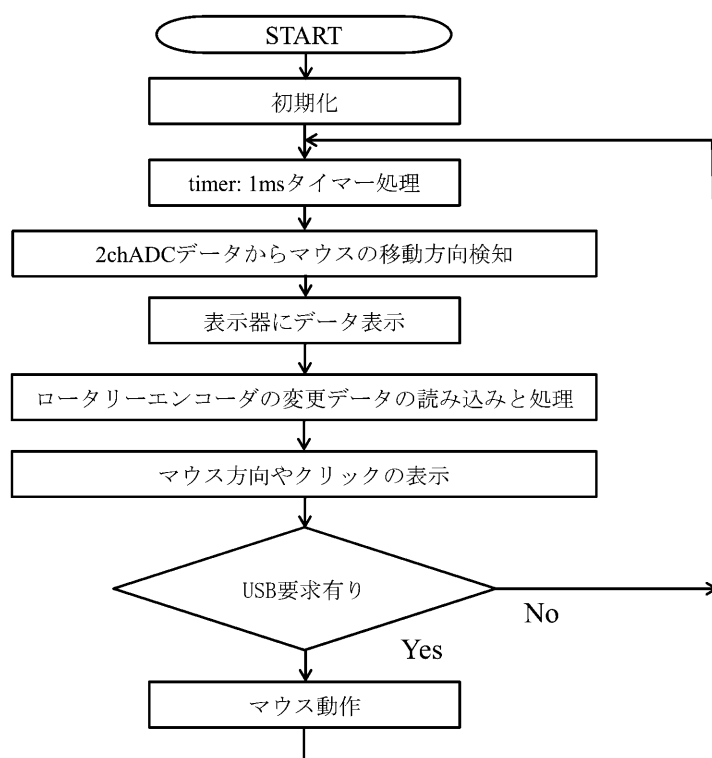 START
初期化
timer: 1msタイマー処理
2chADCデータからマウスの移動方向検知
表示器にデータ表示
ロータリーエンコーダの変更データの読み込みと処理
マウス方向やクリックの表示
USB要求有り
No
Yes
マウス動作